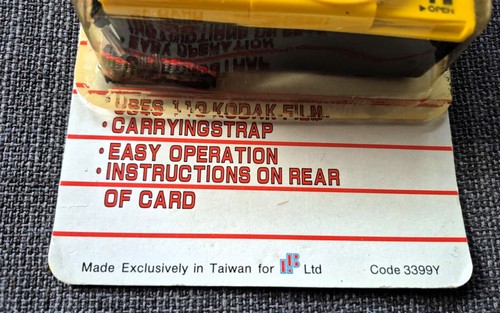 ►OPEN
• USES 110 KODAK FILM
• CARRYINGSTRAP
• EASY OPERATION
• INSTRUCTIONS ON REAR
OF CARD
Made Exclusively in Taiwan for Ltd Code 3399Y